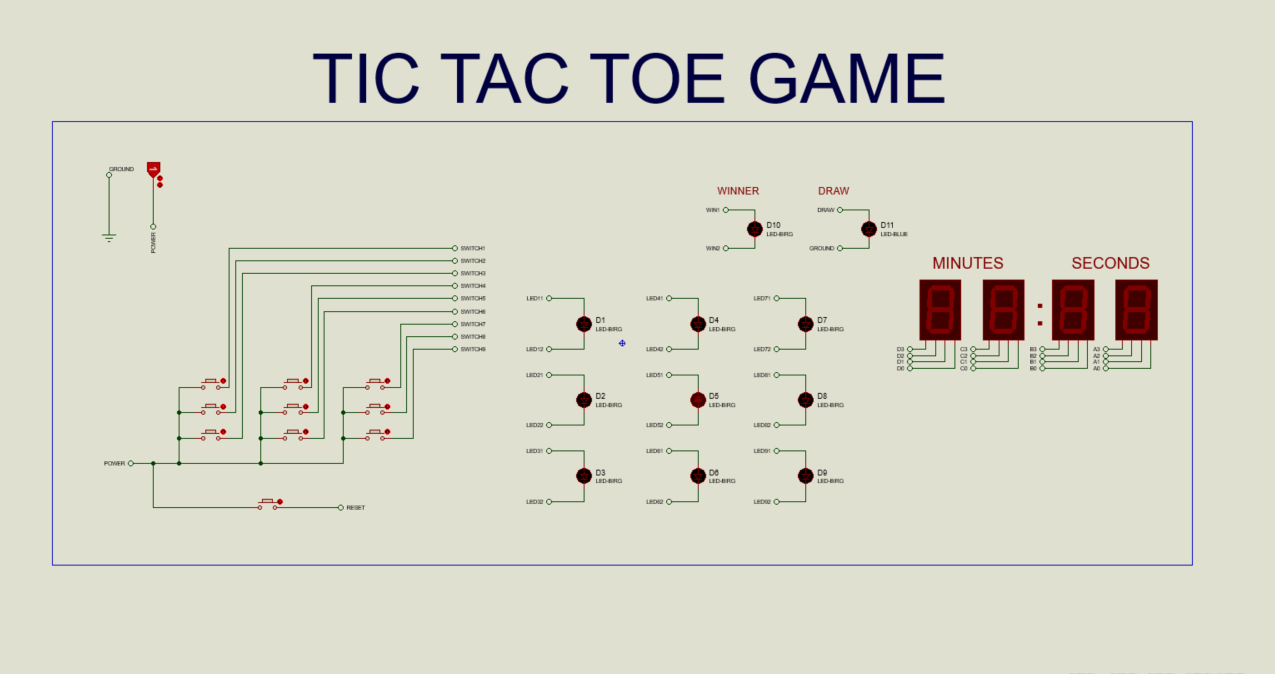 TIC TAC TOE GAME
GROUND
POWER
WINNER
DRAW
WIN1
D10
LED-BIRG
WIN2
DRAW
D11
LED-BLUE
GROUND
SWITCH1
SWITCH2
SWITCH3
SWITCH4
SWITCH5
SWITCH6
SWITCH7
SWITCH8
SWITCH9
MINUTES
SECONDS
LED11
D1
LED-BIRG
LED12
LED41
D4
LED-BIRG
LED42
LED71
D7
LED-BIRG
LED72
D3
D2
D1
D0
C3
C2
C1
C0
B3
B2
B1
B0
A3
A2
A1
A0
LED21
D2
LED-BIRG
LED22
LED51
D5
LED-BIRG
LED52
LED81
D8
LED-BIRG
LED82
LED31
D3
LED-BIRG
LED32
LED61
D6
LED-BIRG
LED62
LED91
D9
LED-BIRG
LED92
POWER
RESET